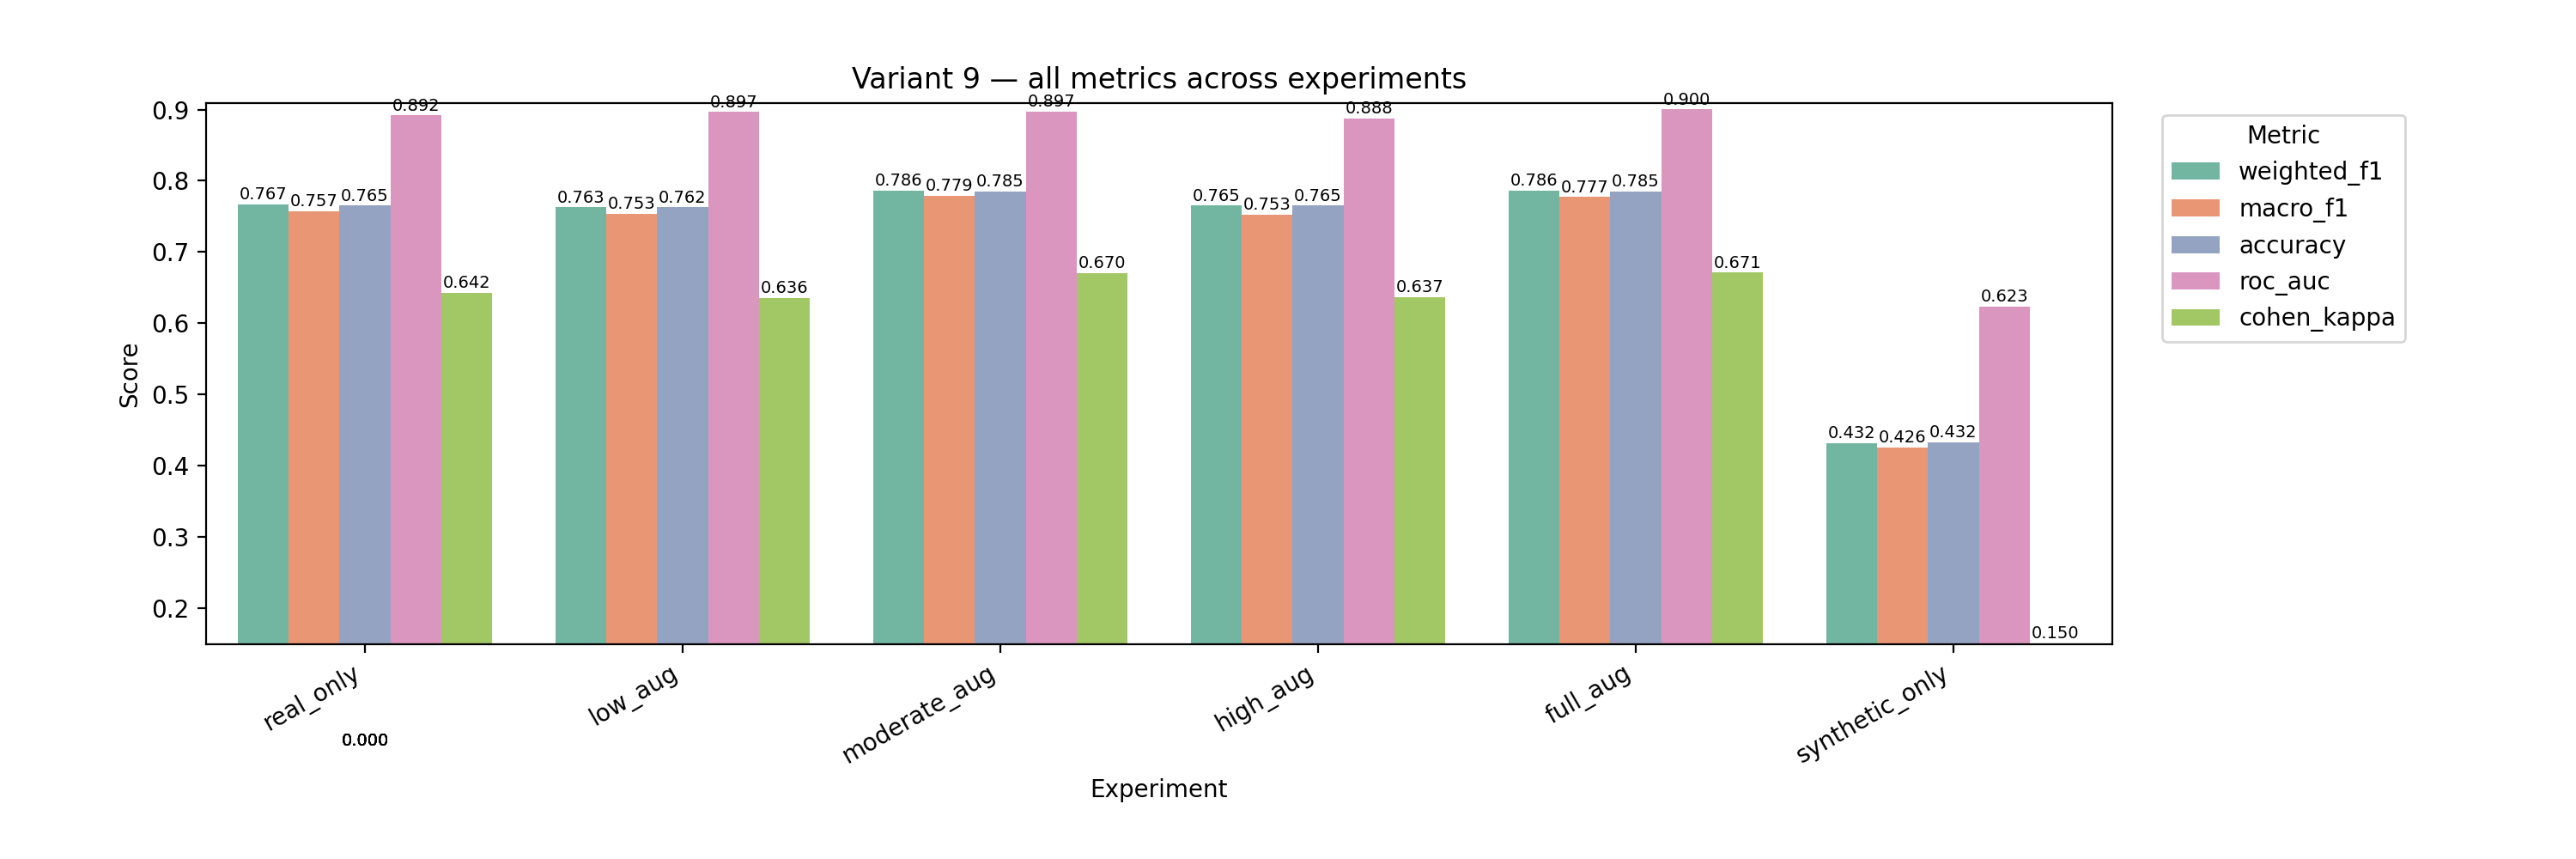 Variant 9 — all metrics across experiments
Score
0.9
0.8
0.7
0.6
0.5
0.4
0.3
0.2
0.767 0.757 0.765 0.892 0.642
0.763 0.753 0.762 0.897 0.636
0.786 0.779 0.785 0.897 0.670
0.765 0.753 0.765 0.888 0.637
0.786 0.777 0.785 0.900 0.671
0.432 0.426 0.432 0.623 0.150
real_only
low_aug
moderate_aug
high_aug
full_aug
synthetic_only
0.000
Experiment
Metric
weighted_f1
macro_f1
accuracy
roc_auc
cohen_kappa